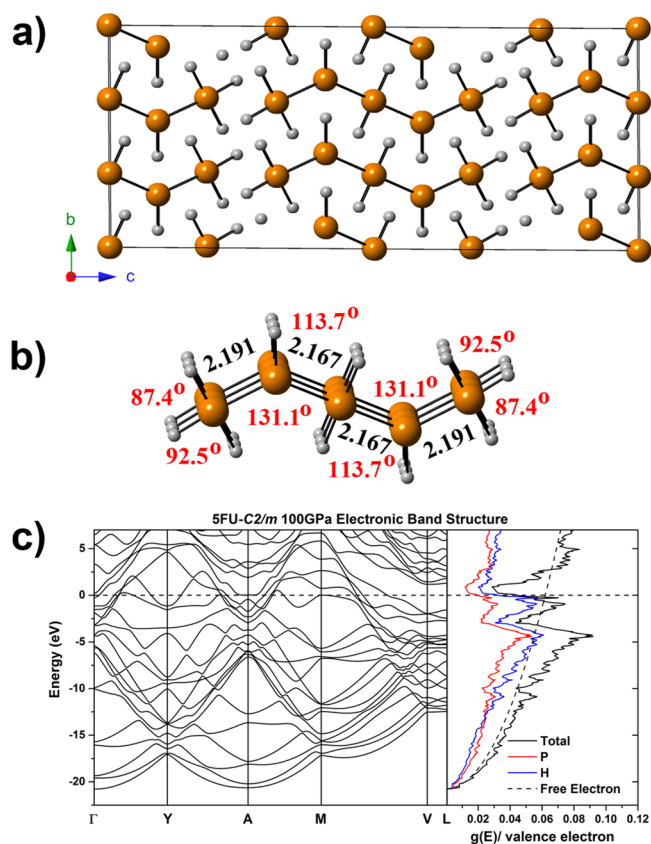 a)
b
c
b)
113.7°
2.191
2.167
92.5°
87.4°
131.1°
131.1°
87.4°
92.5°
2.167
2.191
113.7°
c)
5FU-C2/m 100GPa Electronic Band Structure
Energy (eV)
5
0
-5
-10
-15
-20
Total
P
H
Free Electron
Γ Y A M V L
0.02 0.04 0.06 0.08 0.10 0.12
g(E)/ valence electron